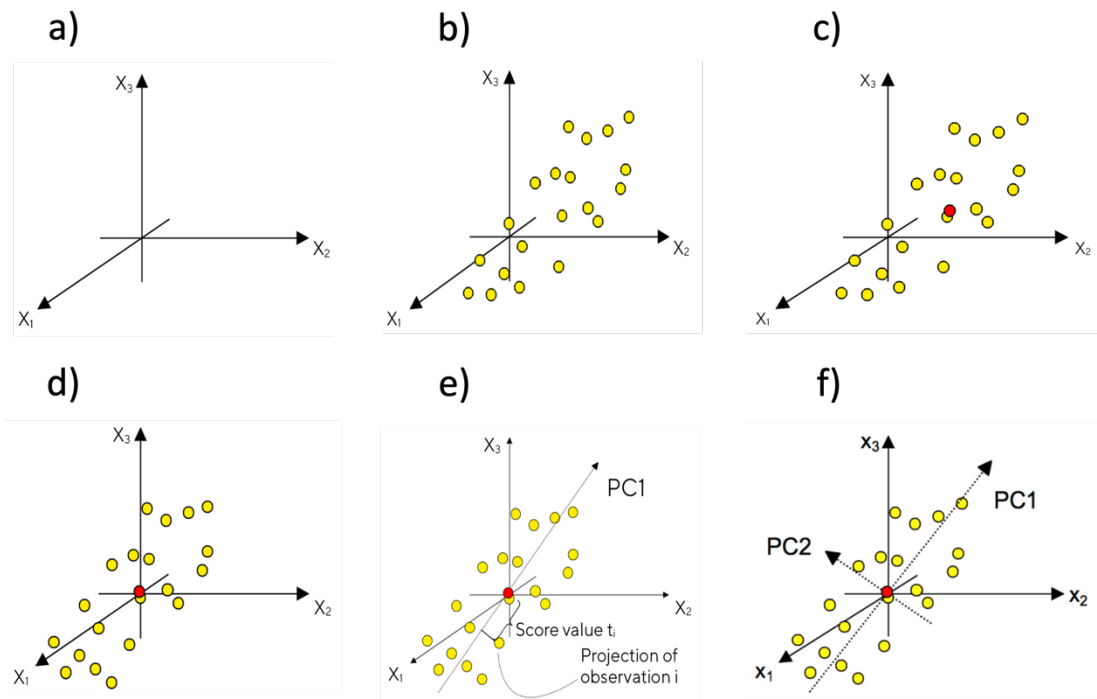 a)
b)
c)
X₃
X₂
X₁
X₃
X₂
X₁
X₃
X₂
X₁
d)
e)
f)
X₃
X₂
X₁
X₃
PC1
X₂
Score value tᵢ
X₁
Projection of
observation i
x₃
PC1
PC2
x₂
x₁